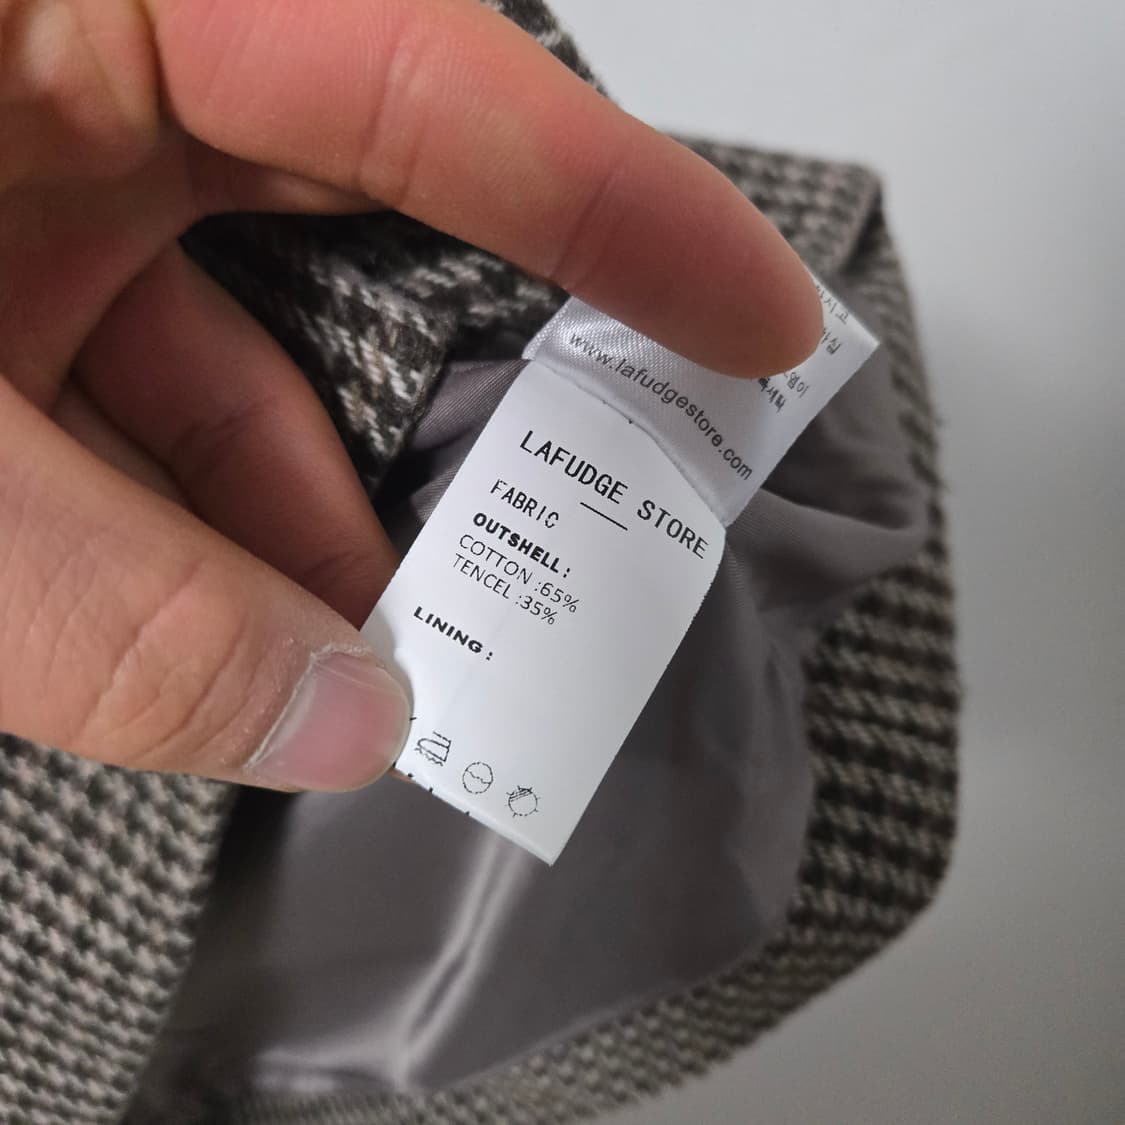 www.lafudgestore.com
LAFUDGE STORE
FABRIC
OUTSHELL:
COTTON :65%
TENCEL :35%
LINING :